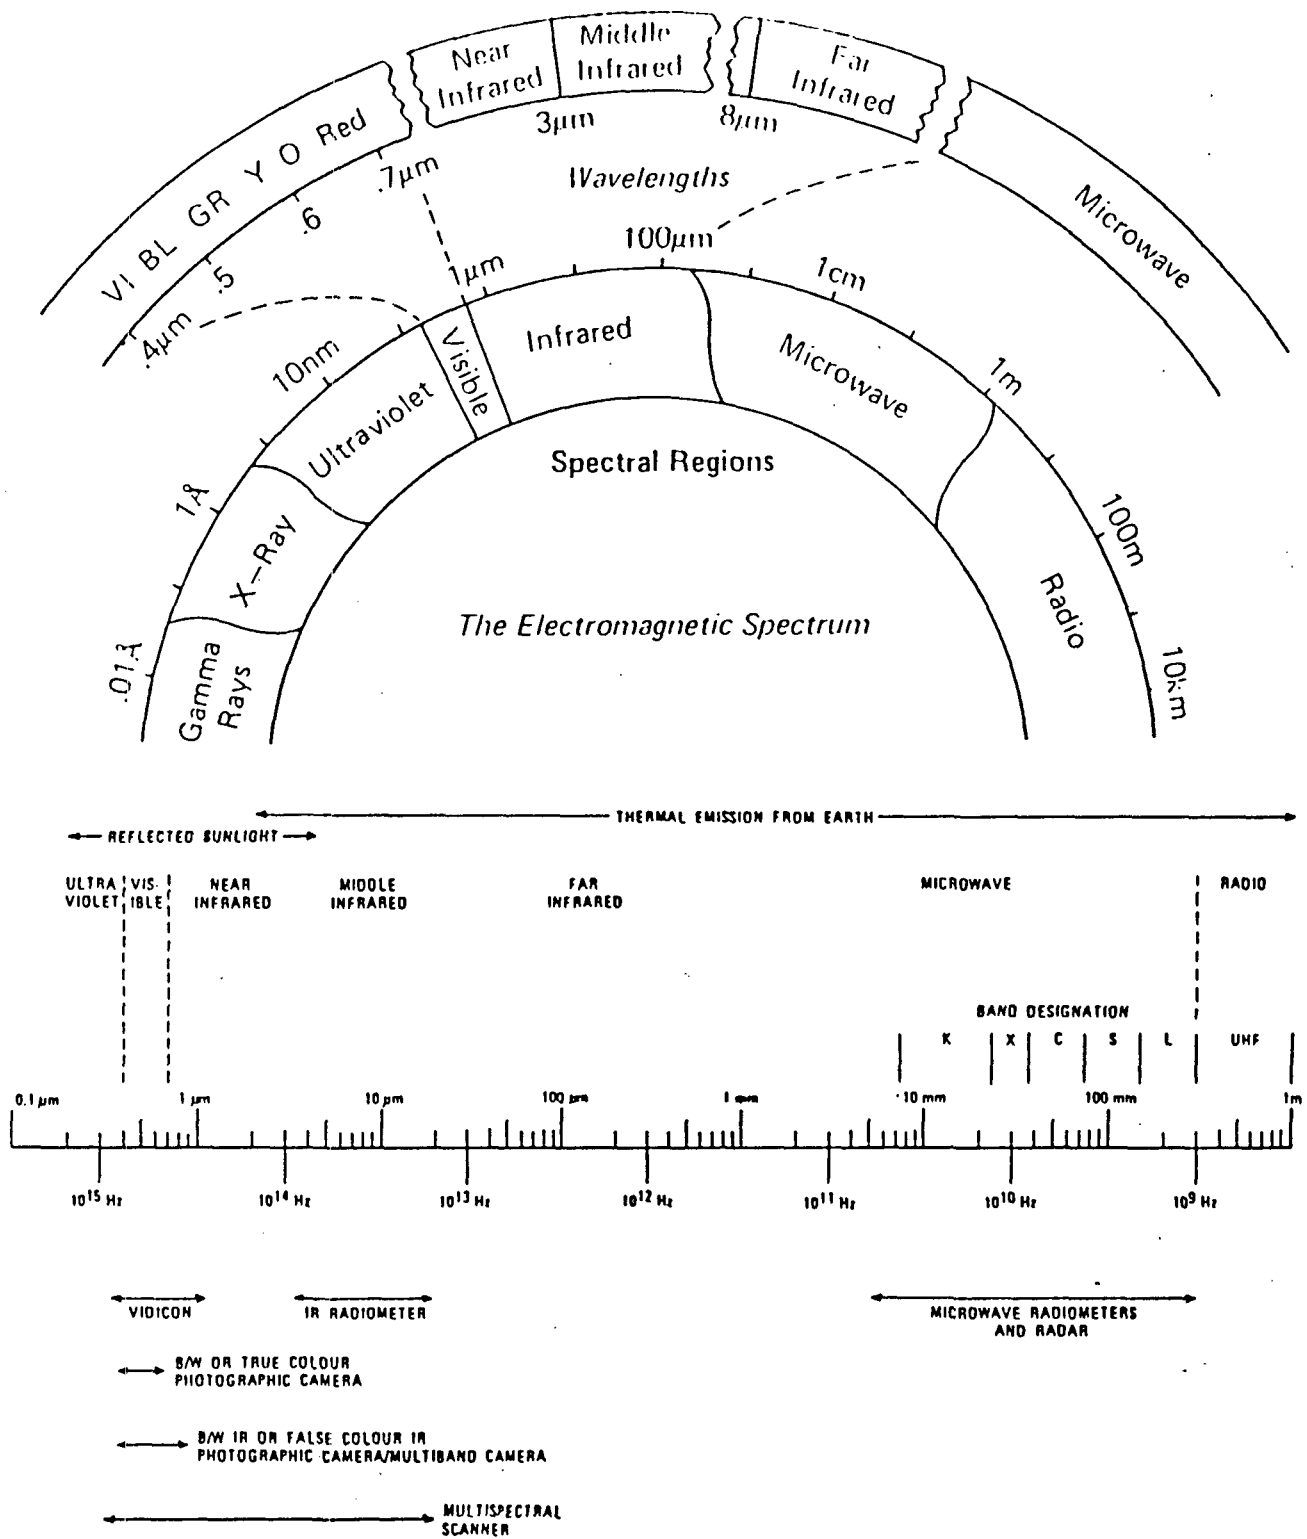 Near
Infrared
Middle
Infrared
Far
Infrared
Microwave
VI BL GR Y O Red
3μm
8μm
.4μm
.5
.6
.7μm
Wavelengths
.01Å
1Å
10nm
1μm
100μm
1cm
1m
100m
10km
Gamma
Rays
X-Ray
Ultraviolet
Visible
Infrared
Microwave
Radio
Spectral Regions
The Electromagnetic Spectrum
THERMAL EMISSION FROM EARTH
REFLECTED SUNLIGHT
ULTRA VIS- NEAR MIDDLE FAR MICROWAVE RADIO
VIOLET IBLE INFRARED INFRARED INFRARED
BAND DESIGNATION
K X C S L UHF
0.1 μm 1 μm 10 μm 100 μm 1 mm 10 mm 100 mm 1m
10¹⁵ Hz 10¹⁴ Hz 10¹³ Hz 10¹² Hz 10¹¹ Hz 10¹⁰ Hz 10⁹ Hz
VIDICON IR RADIOMETER MICROWAVE RADIOMETERS
AND RADAR
B/W OR TRUE COLOUR
PHOTOGRAPHIC CAMERA
B/W IR OR FALSE COLOUR IR
PHOTOGRAPHIC CAMERA/MULTIBAND CAMERA
MULTISPECTRAL
SCANNER